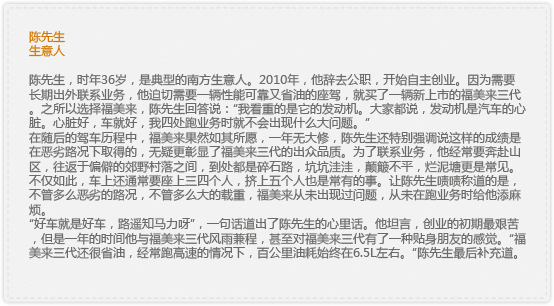 陈先生
生意人
陈先生，时年36岁，是典型的南方生意人。2010年，他辞去公职，开始自主创业。因为需要
长期出外联系业务，他迫切需要一辆性能可靠又省油的座驾，就买了一辆新上市的福美来三代
。之所以选择福美来，陈先生回答说：“我看重的是它的发动机。大家都说，发动机是汽车的心
脏。心脏好，车就好，我四处跑业务时就不会出现什么大问题。”
在随后的驾车历程中，福美来果然如其所愿，一年无大修，陈先生还特别强调说这样的成绩是
在恶劣路况下取得的，无疑更彰显了福美来三代的出众品质。为了联系业务，他经常要奔赴山
区，往返于偏僻的郊野村落之间，到处都是碎石路，坑坑洼洼，颠簸不平，烂泥塘更是常见。
不仅如此，车上还通常要座上三四个人，挤上五个人也是常有的事。让陈先生啧啧称道的是，
不管多么恶劣的路况，不管多么大的载重，福美来从未出现过问题，从未在跑业务时给他添麻
烦。
“好车就是好车，路遥知马力呀”，一句话道出了陈先生的心里话。他坦言，创业的初期最艰苦
，但是一年的时间他与福美来三代风雨兼程，甚至对福美来三代有了一种贴身朋友的感觉。“福
美来三代还很省油，经常跑高速的情况下，百公里油耗始终在6.5L左右。”陈先生最后补充道。